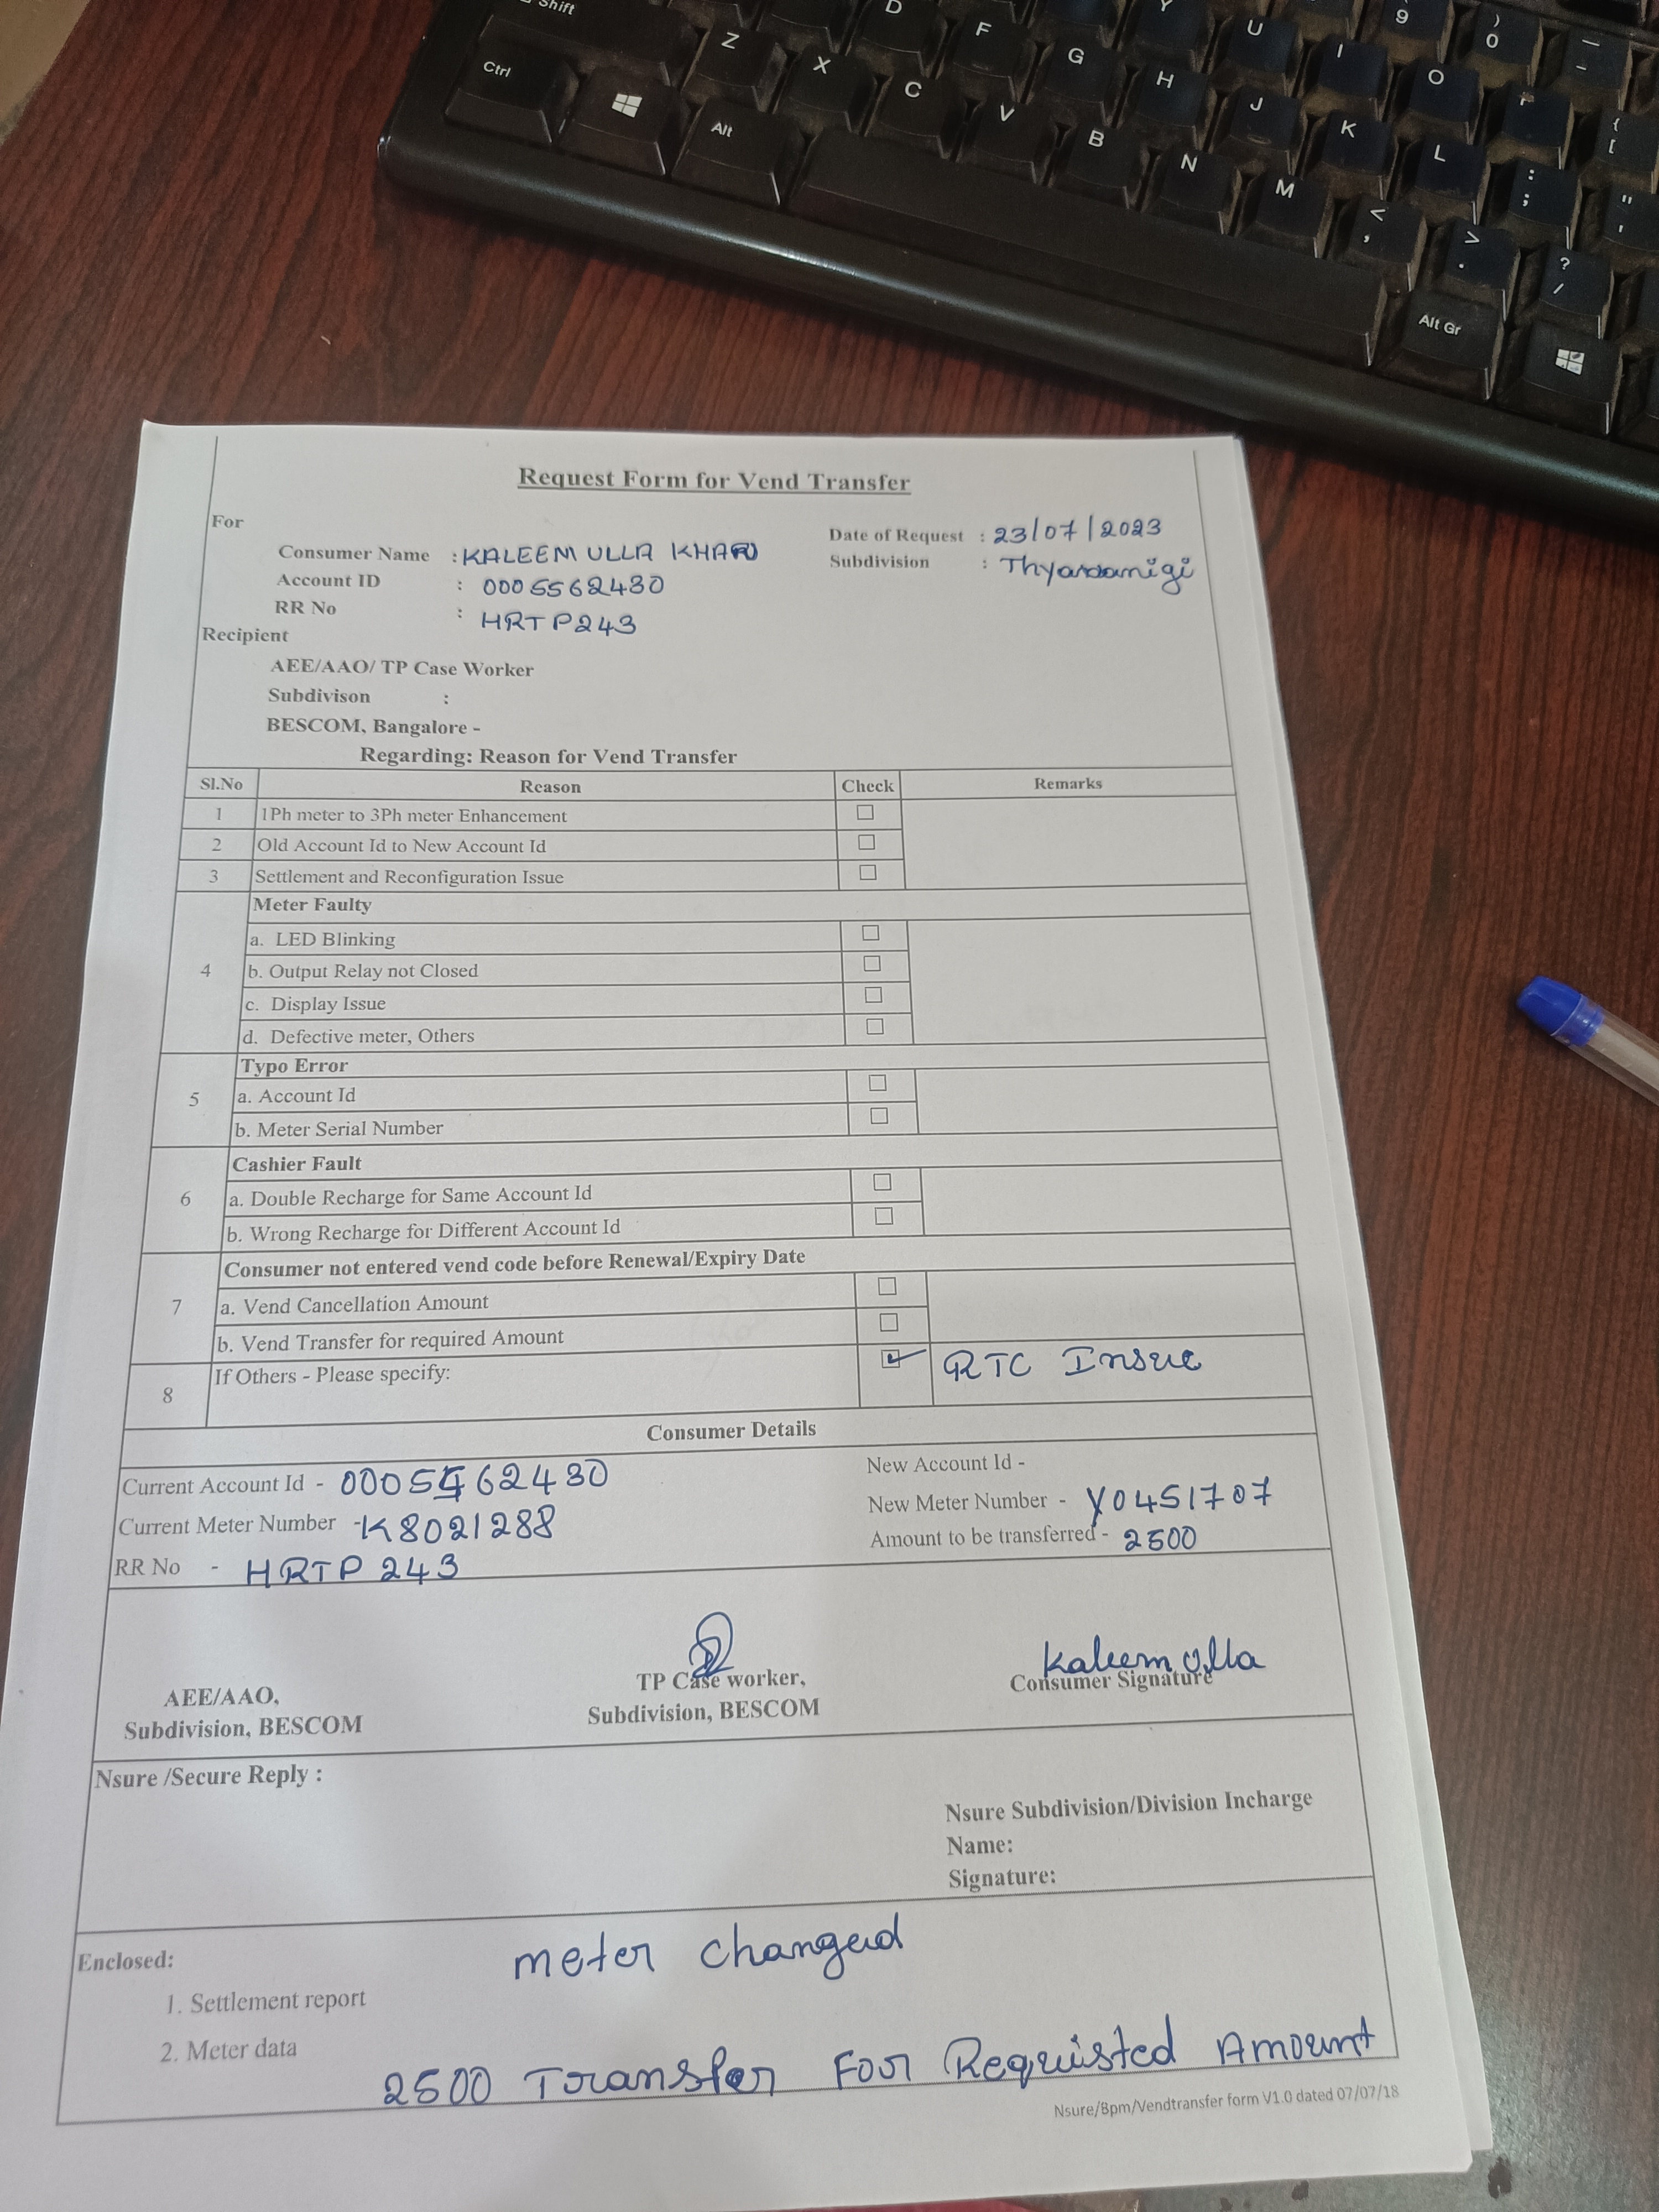 Request Form for Vend Transfer
For
Date of Request : 23/07/2023
Consumer Name : KALEEM ULLA KHAN
Subdivision :
Account ID : 0005562430
RR No : HRTP243
Recipient
AEE/AAO/ TP Case Worker
Subdivison :
BESCOM, Bangalore -
Regarding: Reason for Vend Transfer
Sl.No Reason Check Remarks
1 1Ph meter to 3Ph meter Enhancement ☐
2 Old Account Id to New Account Id ☐
3 Settlement and Reconfiguration Issue ☐
4 Meter Faulty
a. LED Blinking ☐
b. Output Relay not Closed ☐
c. Display Issue ☐
d. Defective meter, Others ☐
5 Typo Error
a. Account Id ☐
b. Meter Serial Number ☐
6 Cashier Fault
a. Double Recharge for Same Account Id ☐
b. Wrong Recharge for Different Account Id ☐
7 Consumer not entered vend code before Renewal/Expiry Date
a. Vend Cancellation Amount ☐
b. Vend Transfer for required Amount ☐
8 If Others - Please specify: ☑ RTC
Consumer Details
Current Account Id - 0005562430
New Account Id -
Current Meter Number - K8021288
New Meter Number - Y0451707
RR No - HRTP 243
Amount to be transferred - 2500
Kaleem Ulla
AEE/AAO,
Subdivision, BESCOM
TP Case worker,
Subdivision, BESCOM
Consumer Signature
Nsure /Secure Reply :
Nsure Subdivision/Division Incharge
Name:
Signature:
Enclosed:
meter changed
1. Settlement report
2. Meter data
2500 Transfer For Requisted Amount
Nsure/Bpm/Vendtransfer form V1.0 dated 07/07/18
Shift D F G Y H U J I K 9 O L ) 0 P
Ctrl Z X C V B N M < , > . : ; ? / { [ " '
Alt Alt Gr